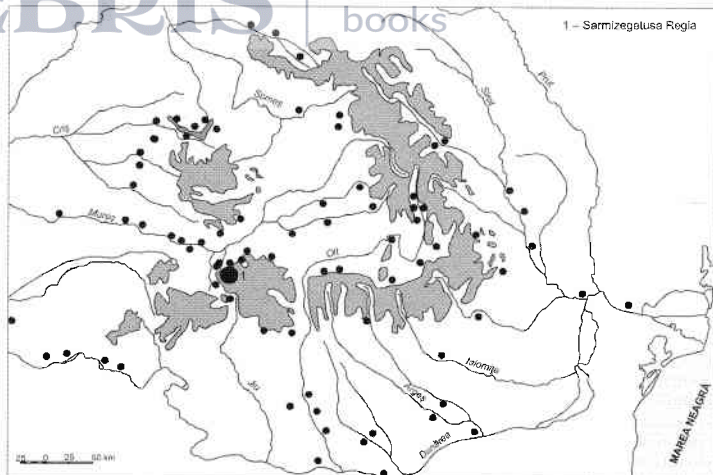 BRIS
books
1 – Sarmizegetusa Regia
Someș
Siret
Prut
Criș
Mureș
Olt
1
Ialomița
Jiu
Argeș
Dunărea
MAREA NEAGRĂ
25 0 25 50 km